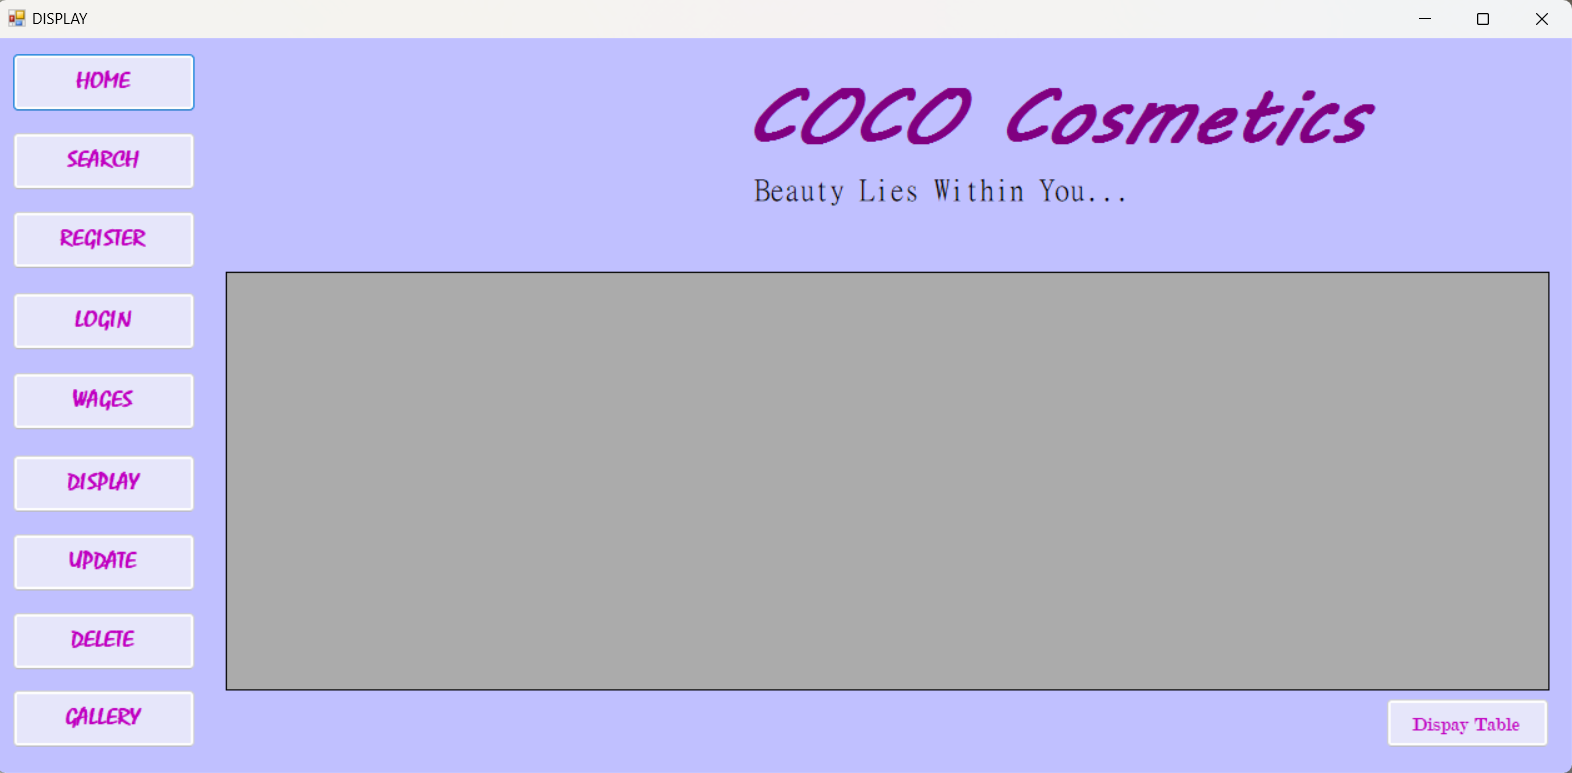 DISPLAY
HOME
SEARCH
REGISTER
LOGIN
WAGES
DISPLAY
UPDATE
DELETE
GALLERY
COCO Cosmetics
Beauty Lies Within You...
Dispay Table